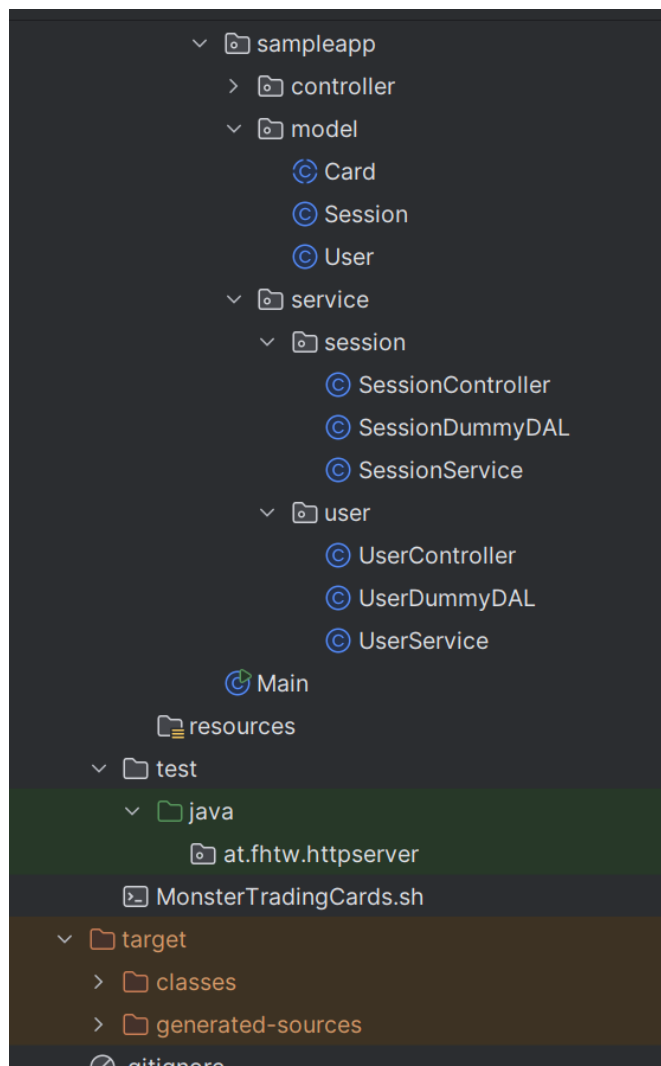 sampleapp
controller
model
Card
Session
User
service
session
SessionController
SessionDummyDAL
SessionService
user
UserController
UserDummyDAL
UserService
Main
resources
test
java
at.fhtw.httpserver
MonsterTradingCards.sh
target
classes
generated-sources
.gitignore